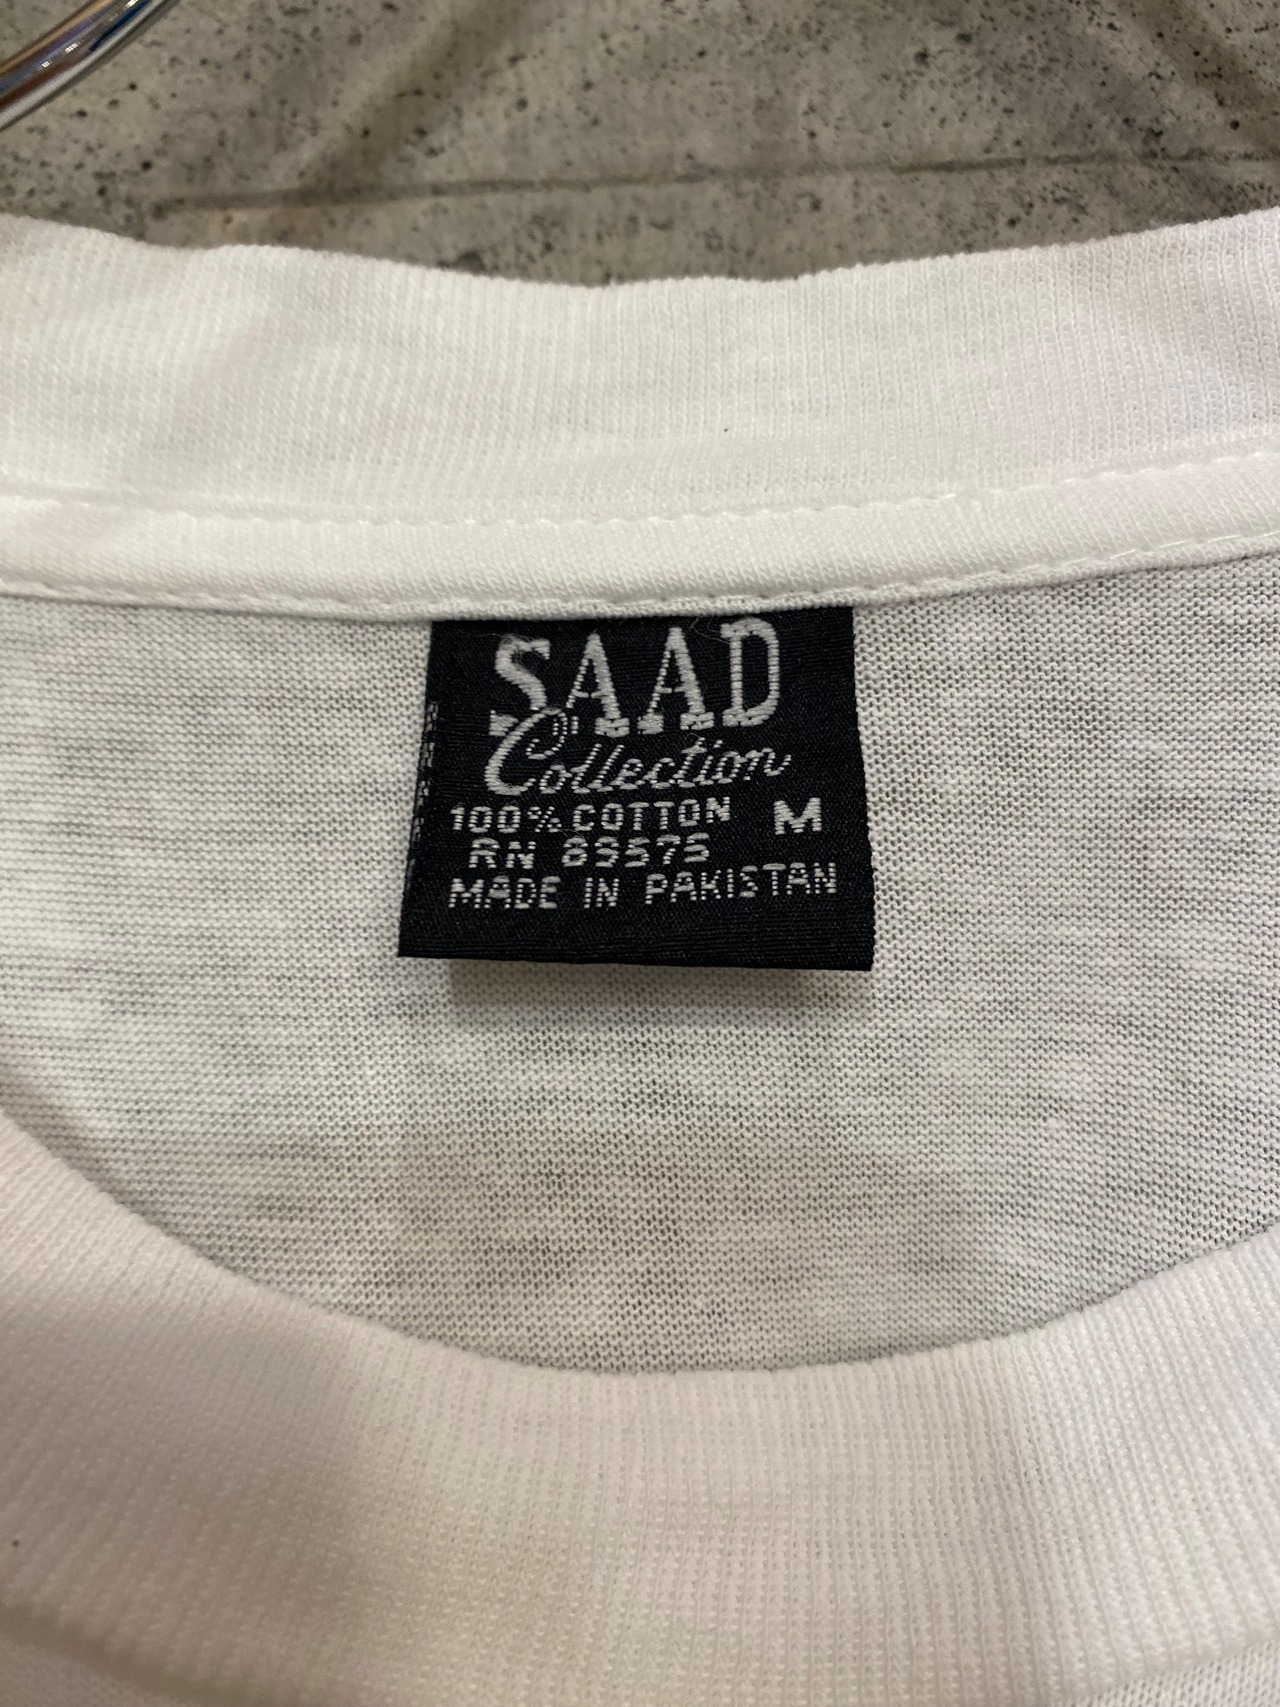 SAAD
Collection
100% COTTON M
RN 89575
MADE IN PAKISTAN